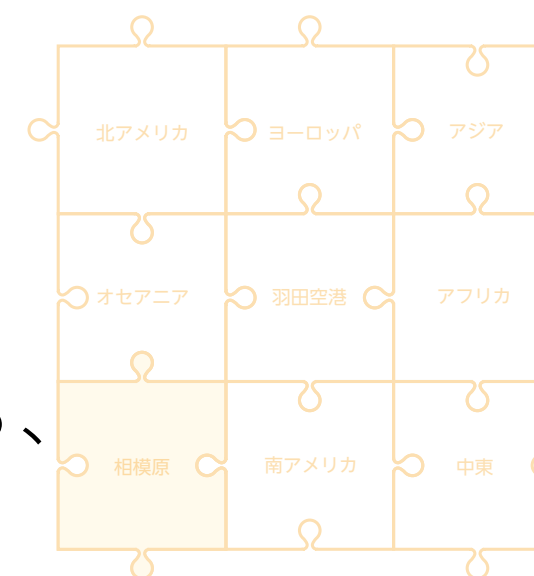 北アメリカ ヨーロッパ アジア
オセアニア 羽田空港 アフリカ
、
相模原 南アメリカ 中東